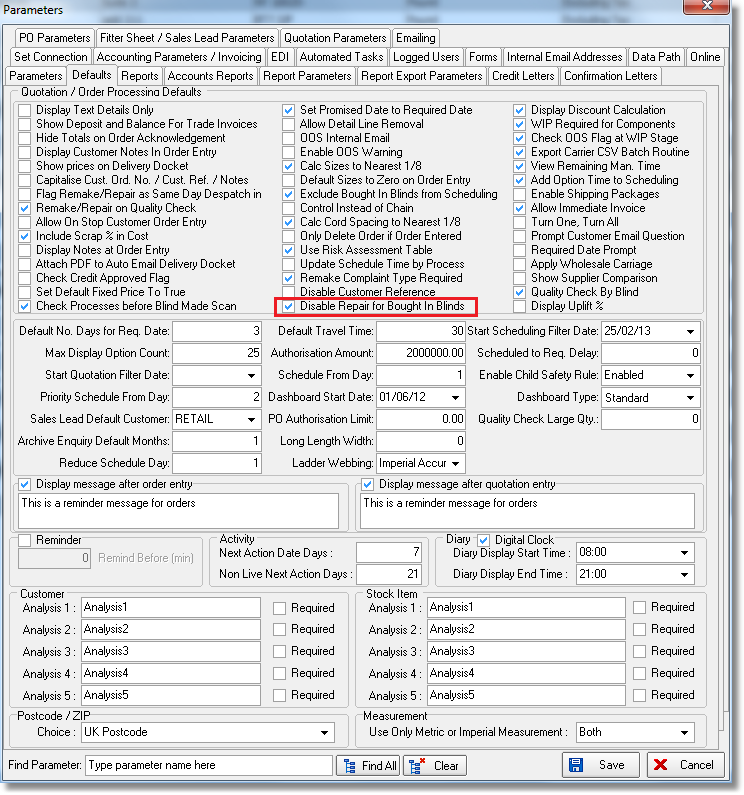 Parameters
PO Parameters Fitter Sheet / Sales Lead Parameters Quotation Parameters Emailing
Set Connection Accounting Parameters / Invoicing EDI Automated Tasks Logged Users Forms Internal Email Addresses Data Path Online
Parameters Defaults Reports Accounts Reports Report Parameters Report Export Parameters Credit Letters Confirmation Letters
Quotation / Order Processing Defaults
Display Text Details Only Set Promised Date to Required Date Display Discount Calculation
Show Deposit and Balance For Trade Invoices Allow Detail Line Removal WIP Required for Components
Hide Totals on Order Acknowledgement OOS Internal Email Check OOS Flag at WIP Stage
Display Customer Notes In Order Entry Enable OOS Warning Export Carrier CSV Batch Routine
Show prices on Delivery Docket Calc Sizes to Nearest 1/8 View Remaining Man. Time
Capitalise Cust. Ord. No. / Cust. Ref. / Notes Default Sizes to Zero on Order Entry Add Option Time to Scheduling
Flag Remake/Repair as Same Day Despatch in Exclude Bought In Blinds from Scheduling Enable Shipping Packages
Remake/Repair on Quality Check Control Instead of Chain Allow Immediate Invoice
Allow On Stop Customer Order Entry Calc Cord Spacing to Nearest 1/8 Turn One, Turn All
Include Scrap % in Cost Only Delete Order if Order Entered Prompt Customer Email Question
Display Notes at Order Entry Use Risk Assessment Table Required Date Prompt
Attach PDF to Auto Email Delivery Docket Update Schedule Time by Process Apply Wholesale Carriage
Check Credit Approved Flag Remake Complaint Type Required Show Supplier Comparison
Set Default Fixed Price To True Disable Customer Reference Quality Check By Blind
Check Processes before Blind Made Scan Disable Repair for Bought In Blinds Display Uplift %
Default No. Days for Req. Date: 3 Default Travel Time: 30 Start Scheduling Filter Date: 25/02/13
Max Display Option Count: 25 Authorisation Amount: 2000000.00 Scheduled to Req. Delay: 0
Start Quotation Filter Date: Schedule From Day: 1 Enable Child Safety Rule: Enabled
Priority Schedule From Day: 2 Dashboard Start Date: 01/06/12 Dashboard Type: Standard
Sales Lead Default Customer: RETAIL PO Authorisation Limit: 0.00 Quality Check Large Qty.: 0
Archive Enquiry Default Months: 1 Long Length Width: 0
Reduce Schedule Day: 1 Ladder Webbing: Imperial Accur
Display message after order entry Display message after quotation entry
This is a reminder message for orders This is a reminder message for orders
Reminder Activity Diary Digital Clock
0 Remind Before (min) Next Action Date Days : 7 Diary Display Start Time : 08:00
Non Live Next Action Days : 21 Diary Display End Time : 21:00
Customer Stock Item
Analysis 1 : Analysis1 Required Analysis 1 : Analysis1 Required
Analysis 2 : Analysis2 Required Analysis 2 : Analysis2 Required
Analysis 3 : Analysis3 Required Analysis 3 : Analysis3 Required
Analysis 4 : Analysis4 Required Analysis 4 : Analysis4 Required
Analysis 5 : Analysis5 Required Analysis 5 : Analysis5 Required
Postcode / ZIP Measurement
Choice : UK Postcode Use Only Metric or Imperial Measurement : Both
Find Parameter: Type parameter name here Find All Clear Save Cancel